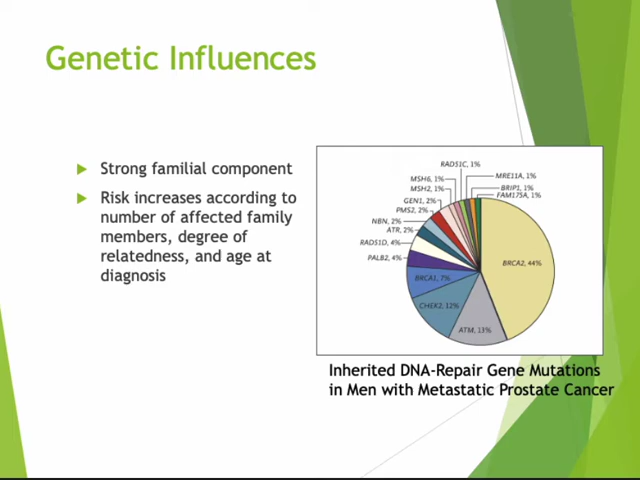 Genetic Influences
Strong familial component
Risk increases according to
number of affected family
members, degree of
relatedness, and age at
diagnosis
RAD51C, 1%
MSH6, 1%
MRE11A, 1%
MSH2, 1%
BRIP1, 1%
FAM175A, 1%
GEN1, 2%
PMS2, 2%
NBN, 2%
ATR, 2%
RAD51D, 4%
PALB2, 4%
BRCA2, 44%
BRCA1, 7%
CHEK2, 12%
ATM, 13%
Inherited DNA-Repair Gene Mutations
in Men with Metastatic Prostate Cancer